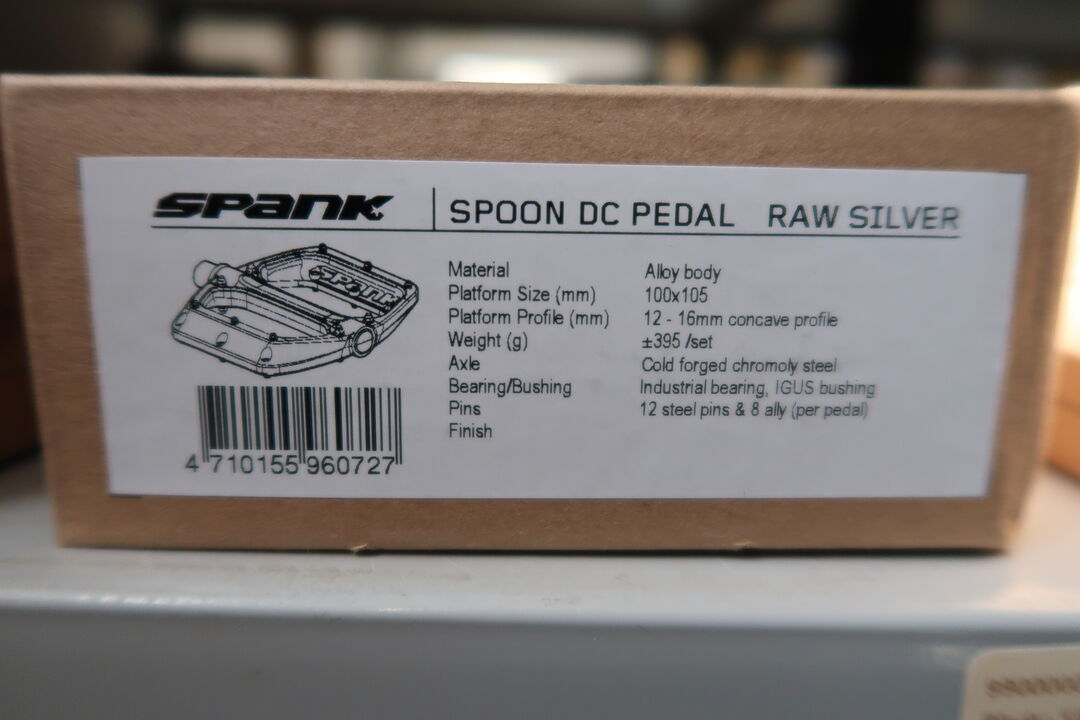 SPANK SPOON DC PEDAL RAW SILVER
Material Alloy body
Platform Size (mm) 100x105
Platform Profile (mm) 12 - 16mm concave profile
Weight (g) ±395 /set
Axle Cold forged chromoly steel
Bearing/Bushing Industrial bearing, IGUS bushing
Pins 12 steel pins & 8 ally (per pedal)
Finish
SPANK
4 710155 960727